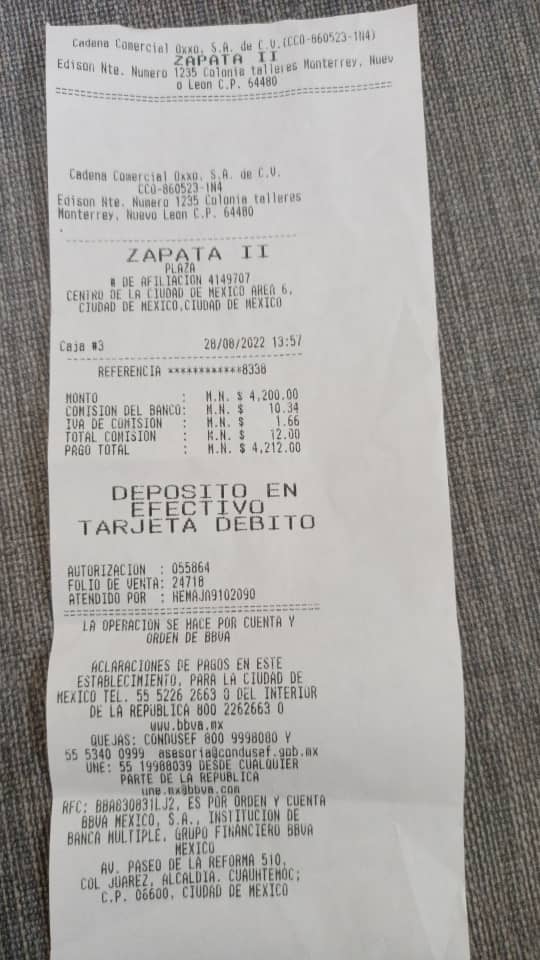 Cadena Comercial Oxxo, S.A. de C.V.(CCO-860523-1N4)
ZAPATA II
Edison Nte. Numero 1235 Colonia talleres Monterrey, Nuev
o Leon C.P. 64480
Cadena Comercial Oxxo, S.A. de C.V.
CCO-860523-1N4
Edison Nte. Numero 1235 Colonia talleres
Monterrey, Nuevo Leon C.P. 64480
.
ZAPATA II
PLAZA
# DE AFILIACION 4149707
CENTRO DE LA CIUDAD DE MEXICO AREA 6,
CIUDAD DE MEXICO,CIUDAD DE MEXICO
Caja #3 28/08/2022 13:57
REFERENCIA ************8338
MONTO : M.N. $ 4,200.00
COMISION DEL BANCO: M.N. $ 10.34
IVA DE COMISION : M.N. $ 1.66
TOTAL COMISION : M.N. $ 12.00
PAGO TOTAL : M.N. $ 4,212.00
DEPOSITO EN
EFECTIVO
TARJETA DEBITO
AUTORIZACION : 055864
FOLIO DE VENTA: 24718
ATENDIDO POR : HEMAJA9102090
LA OPERACION SE HACE POR CUENTA Y
ORDEN DE BBVA
ACLARACIONES DE PAGOS EN ESTE
ESTABLECIMIENTO, PARA LA CIUDAD DE
MEXICO TEL. 55 5226 2663 O DEL INTERIOR
DE LA REPUBLICA 800 2262663 O
www.bbva.mx
QUEJAS: CONDUSEF 800 9998080 Y
55 5340 0999 asesoria@condusef.gob.mx
UNE: 55 19988039 DESDE CUALQUIER
PARTE DE LA REPUBLICA
une.mx@bbva.com
RFC: BBA830831LJ2, ES POR ORDEN Y CUENTA
BBVA MEXICO, S.A., INSTITUCION DE
BANCA MULTIPLE, GRUPO FINANCIERO BBVA
MEXICO
AV. PASEO DE LA REFORMA 510,
COL JUAREZ, ALCALDIA. CUAUHTEMOC;
C.P. 06600, CIUDAD DE MEXICO